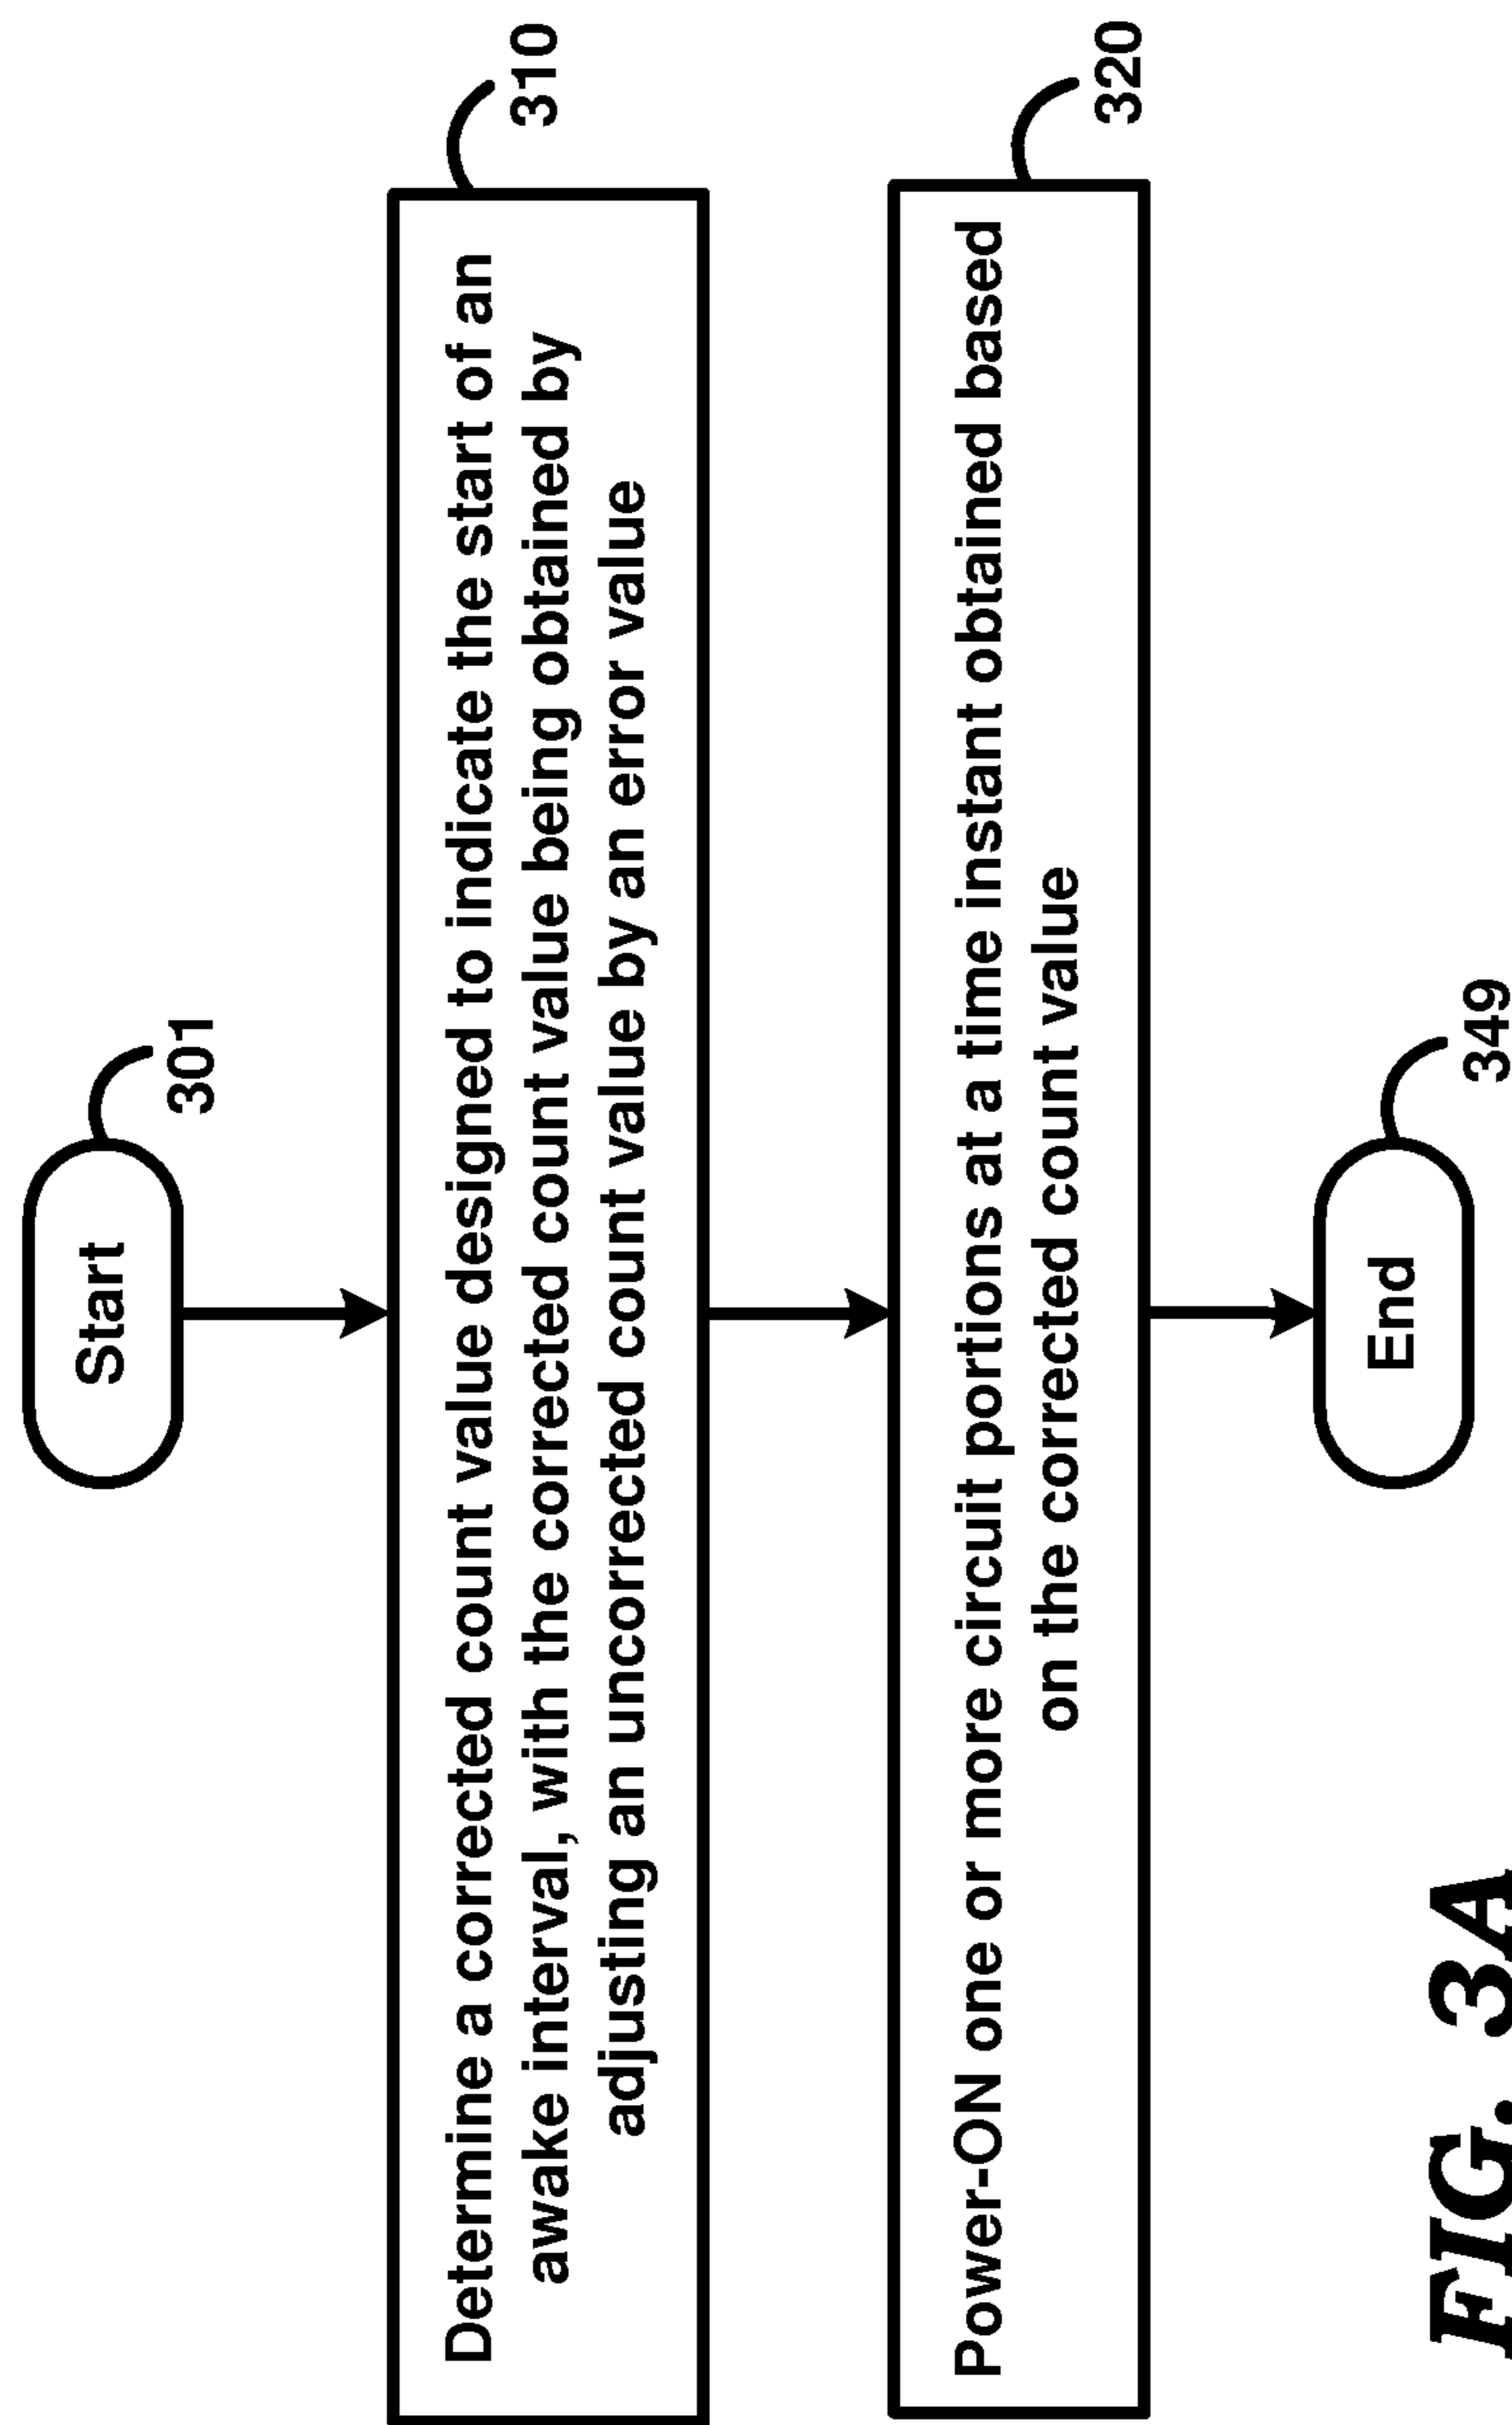 Start
301
Determine a corrected count value designed to indicate the start of an
awake interval, with the corrected count value being obtained by
adjusting an uncorrected count value by an error value
310
Power-ON one or more circuit portions at a time instant obtained based
on the corrected count value
320
End
349
FIG. 3A